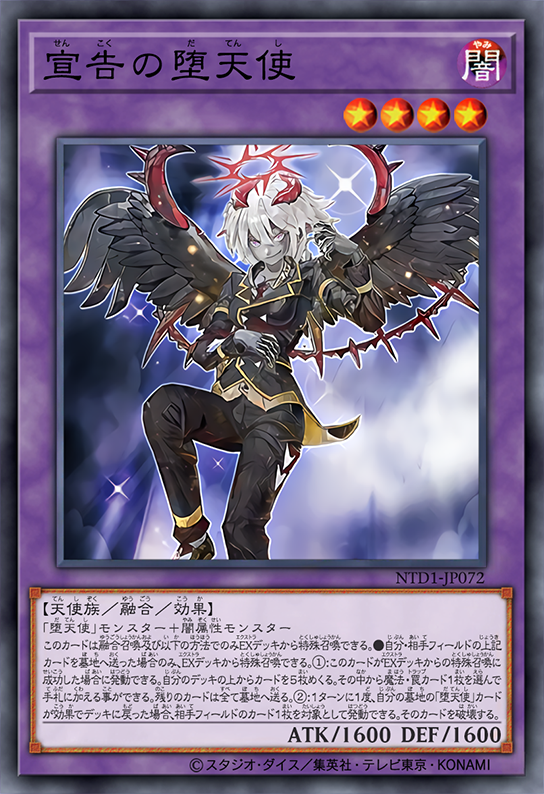 宣告の堕天使
闇
NTD1-JP072
【天使族／融合／効果】
「堕天使」モンスター＋闇属性モンスター
このカードは融合召喚及び以下の方法でのみEXデッキから特殊召喚できる。●自分・相手フィールドの上記
カードを墓地へ送った場合のみ、EXデッキから特殊召喚できる。①:このカードがEXデッキからの特殊召喚に
成功した場合に発動できる。自分のデッキの上からカードを5枚めくる。その中から魔法・罠カード1枚を選んで
手札に加える事ができる。残りのカードは全て墓地へ送る。②:1ターンに1度、自分の墓地の「堕天使」カード
が効果でデッキに戻った場合、相手フィールドのカード1枚を対象として発動できる。そのカードを破壊する。
ATK/1600 DEF/1600
©スタジオ・ダイス／集英社・テレビ東京・KONAMI